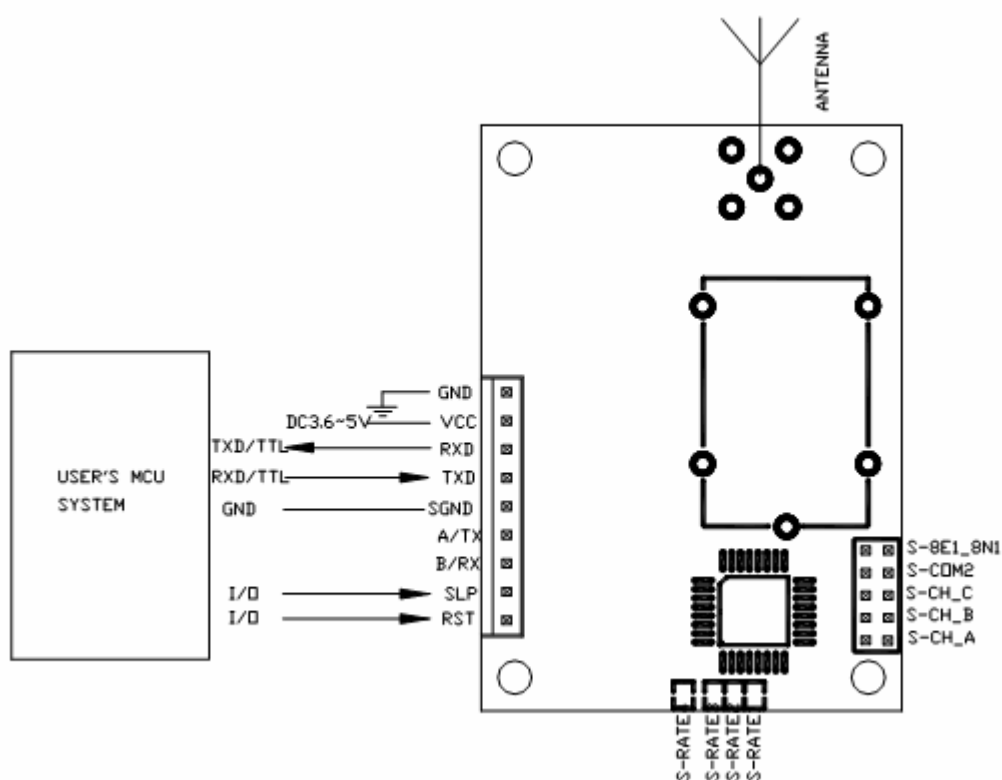 ANTENNA
GND
DC3.6~5V VCC
TXD/TTL RXD
USER'S MCU
SYSTEM
RXD/TTL TXD
GND SGND
A/TX
B/RX
I/O SLP
I/O RST
S-8E1_8N1
S-COM2
S-CH_C
S-CH_B
S-CH_A
S-RATE
S-RATE
S-RATE
S-RATE